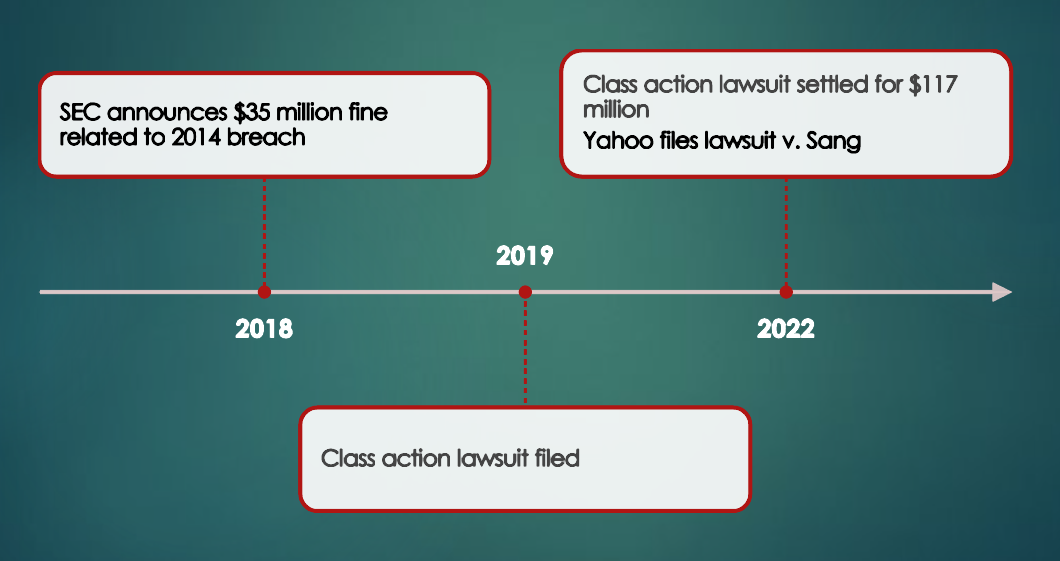 SEC announces $35 million fine
related to 2014 breach
Class action lawsuit settled for $117
million
Yahoo files lawsuit v. Sang
2019
2018
2022
Class action lawsuit filed